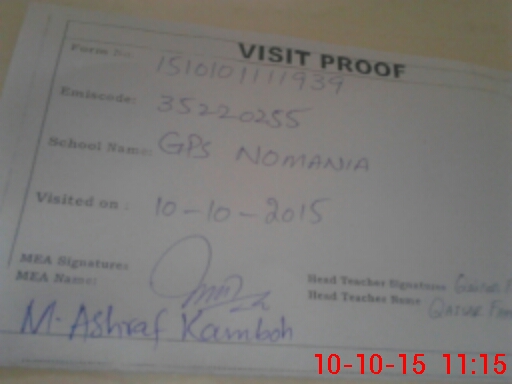 VISIT PROOF
Form No. 1510101111939
Emiscode: 35220255
School Name: GPS NOMANIA
Visited on : 10-10-2015
MEA Signature:
MEA Name: M. Ashraf Kamboh
Head Teacher Signature
Head Teacher Name QAISAR
10-10-15 11:15